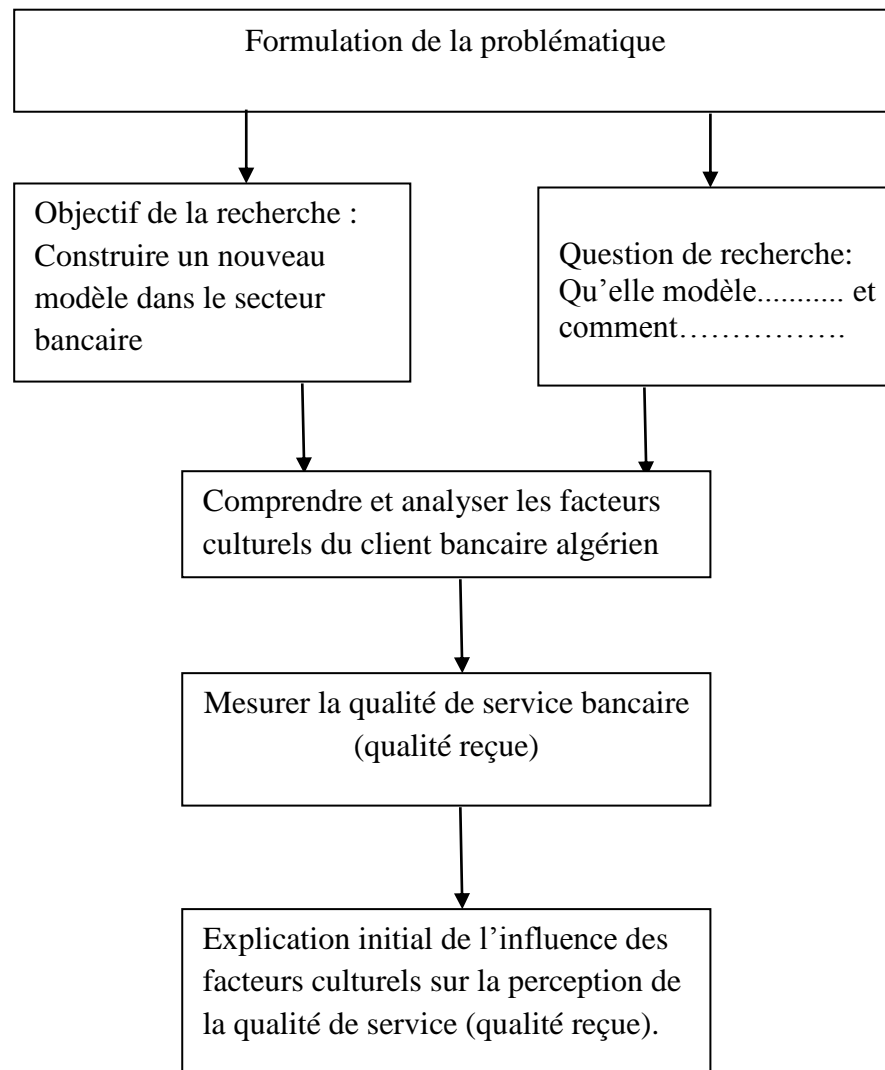 Formulation de la problématique
Objectif de la recherche :
Construire un nouveau
modèle dans le secteur
bancaire
Question de recherche:
Qu’elle modèle........... et
comment…………….
Comprendre et analyser les facteurs
culturels du client bancaire algérien
Mesurer la qualité de service bancaire
(qualité reçue)
Explication initial de l’influence des
facteurs culturels sur la perception de
la qualité de service (qualité reçue).